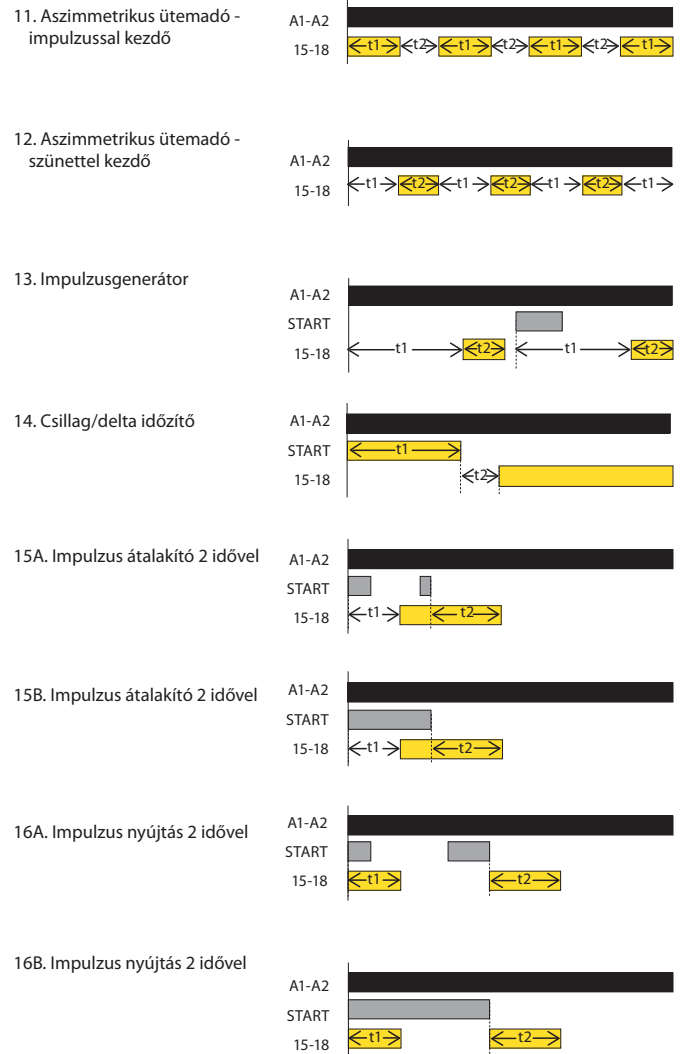 11. Aszimmetrikus ütemadó -
impulzussal kezdő
A1-A2
15-18
t1 t2 t1 t2 t1 t2 t1
12. Aszimmetrikus ütemadó -
szünettel kezdő
A1-A2
15-18
t1 t2 t1 t2 t1 t2 t1
13. Impulzusgenerátor
A1-A2
START
15-18
t1 t2 t1 t2
14. Csillag/delta időzítő
A1-A2
START
t1
15-18
t2
15A. Impulzus átalakító 2 idővel
A1-A2
START
15-18
t1 t2
15B. Impulzus átalakító 2 idővel
A1-A2
START
15-18
t1 t2
16A. Impulzus nyújtás 2 idővel
A1-A2
START
15-18
t1 t2
16B. Impulzus nyújtás 2 idővel
A1-A2
START
15-18
t1 t2